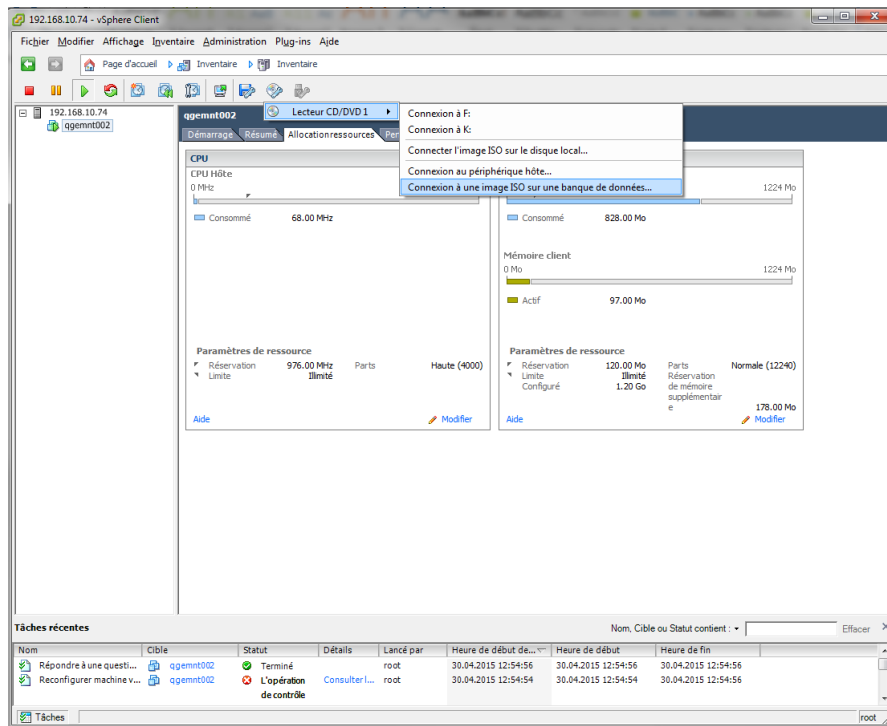 192.168.10.74 - vSphere Client
Fichier Modifier Affichage Inventaire Administration Plug-ins Aide
Page d'accueil Inventaire Inventaire
192.168.10.74
qgemnt002
qgemnt002
Lecteur CD/DVD 1
Connexion à F:
Connexion à K:
Connecter l'image ISO sur le disque local...
Connexion au périphérique hôte...
Connexion à une image ISO sur une banque de données...
Démarrage Résumé Allocation ressources Per
CPU
CPU Hôte
0 MHz
Consommé 68.00 MHz
1224 Mo
Consommé 828.00 Mo
Mémoire client
0 Mo 1224 Mo
Actif 97.00 Mo
Paramètres de ressource
Réservation 976.00 MHz Parts Haute (4000)
Limite Illimité
Aide Modifier
Paramètres de ressource
Réservation 120.00 Mo Parts Normale (12240)
Limite Illimité Réservation
Configuré 1.20 Go de mémoire
supplémentair
e 178.00 Mo
Aide Modifier
Tâches récentes Nom, Cible ou Statut contient : Effacer
Nom Cible Statut Détails Lancé par Heure de début de... Heure de début Heure de fin
Répondre à une questi... qgemnt002 Terminé root 30.04.2015 12:54:56 30.04.2015 12:54:56 30.04.2015 12:54:56
Reconfigurer machine v... qgemnt002 L'opération Consulter l... root 30.04.2015 12:54:54 30.04.2015 12:54:54 30.04.2015 12:54:56
de contrôle
Tâches root